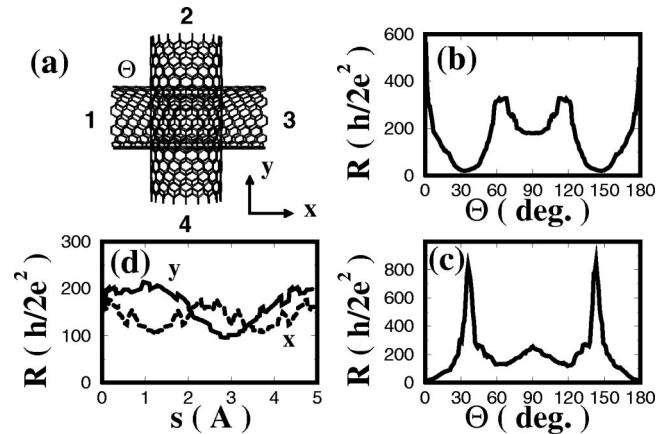 2
(a)
Θ
1
3
y
x
4
(b)
R ( h/2e²)
600
400
200
0
0 30 60 90 120 150 180
Θ ( deg.)
(d)
R ( h/2e²)
300
200
100
0
y
x
0 1 2 3 4 5
s ( A)
(c)
R ( h/2e²)
800
600
400
200
0
0 30 60 90 120 150 180
Θ ( deg.)